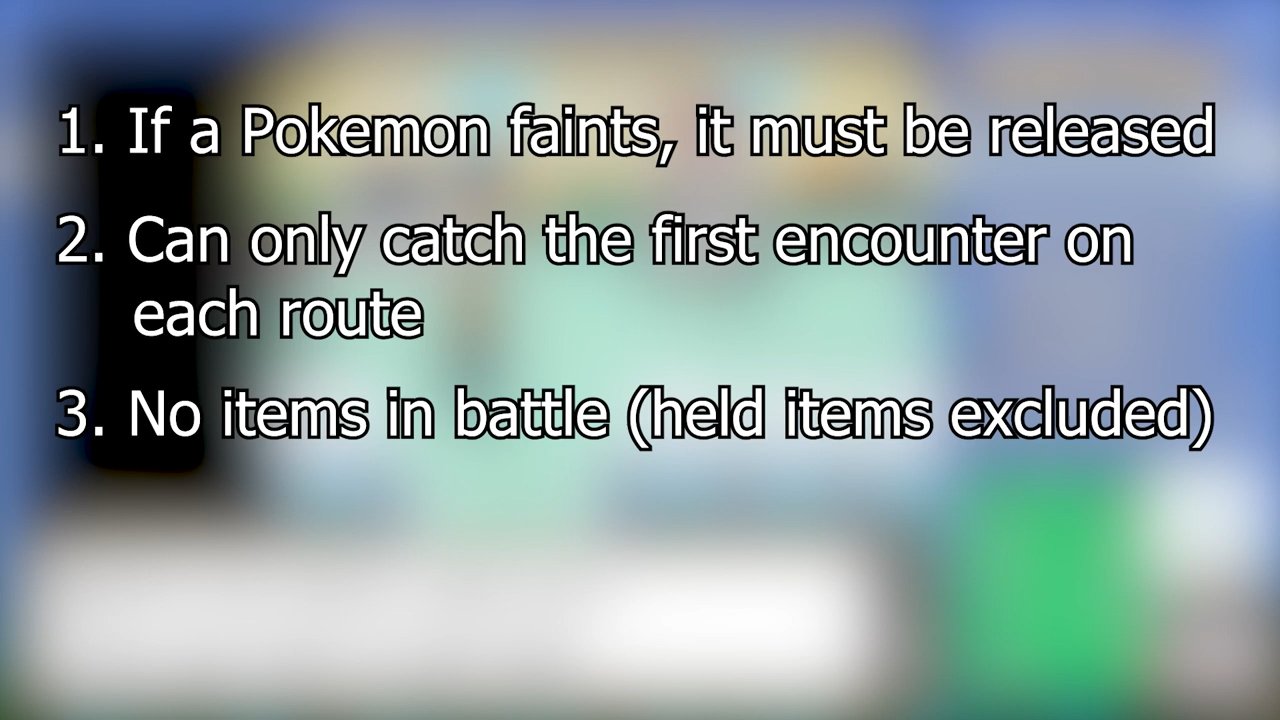 1. If a Pokemon faints, it must be released
2. Can only catch the first encounter on
each route
3. No items in battle (held items excluded)